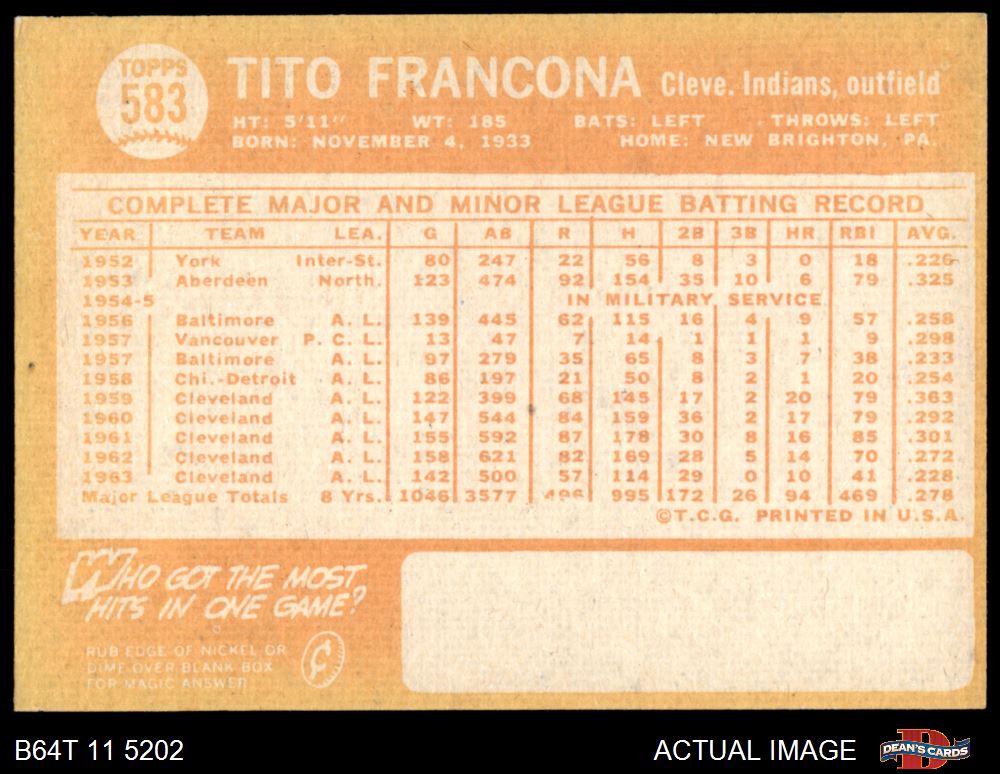 TOPPS
583
TITO FRANCONA Cleve. Indians, outfield
HT: 5'11" WT: 185 BATS: LEFT THROWS: LEFT
BORN: NOVEMBER 4, 1933 HOME: NEW BRIGHTON, PA.
COMPLETE MAJOR AND MINOR LEAGUE BATTING RECORD
YEAR TEAM LEA. G AB R H 2B 3B HR RBI AVG.
1952 York Inter-St. 80 247 22 56 8 3 0 18 .226
1953 Aberdeen North. 123 474 92 154 35 10 6 79 .325
1954-5 IN MILITARY SERVICE
1956 Baltimore A. L. 139 445 62 115 16 4 9 57 .258
1957 Vancouver P. C. L. 13 47 7 14 1 1 1 9 .298
1957 Baltimore A. L. 97 279 35 65 8 3 7 38 .233
1958 Chi.-Detroit A. L. 86 197 21 50 8 2 1 20 .254
1959 Cleveland A. L. 122 399 68 145 17 2 20 79 .363
1960 Cleveland A. L. 147 544 84 159 36 2 17 79 .292
1961 Cleveland A. L. 155 592 87 178 30 8 16 85 .301
1962 Cleveland A. L. 158 621 82 169 28 5 14 70 .272
1963 Cleveland A. L. 142 500 57 114 29 0 10 41 .228
Major League Totals 8 Yrs. 1046 3577 496 995 172 26 94 469 .278
©T.C.G. PRINTED IN U.S.A.
WHO GOT THE MOST
HITS IN ONE GAME?
RUB EDGE OF NICKEL OR
DIME OVER BLANK BOX
FOR MAGIC ANSWER
¢
B64T 11 5202 ACTUAL IMAGE DEAN'S CARDS